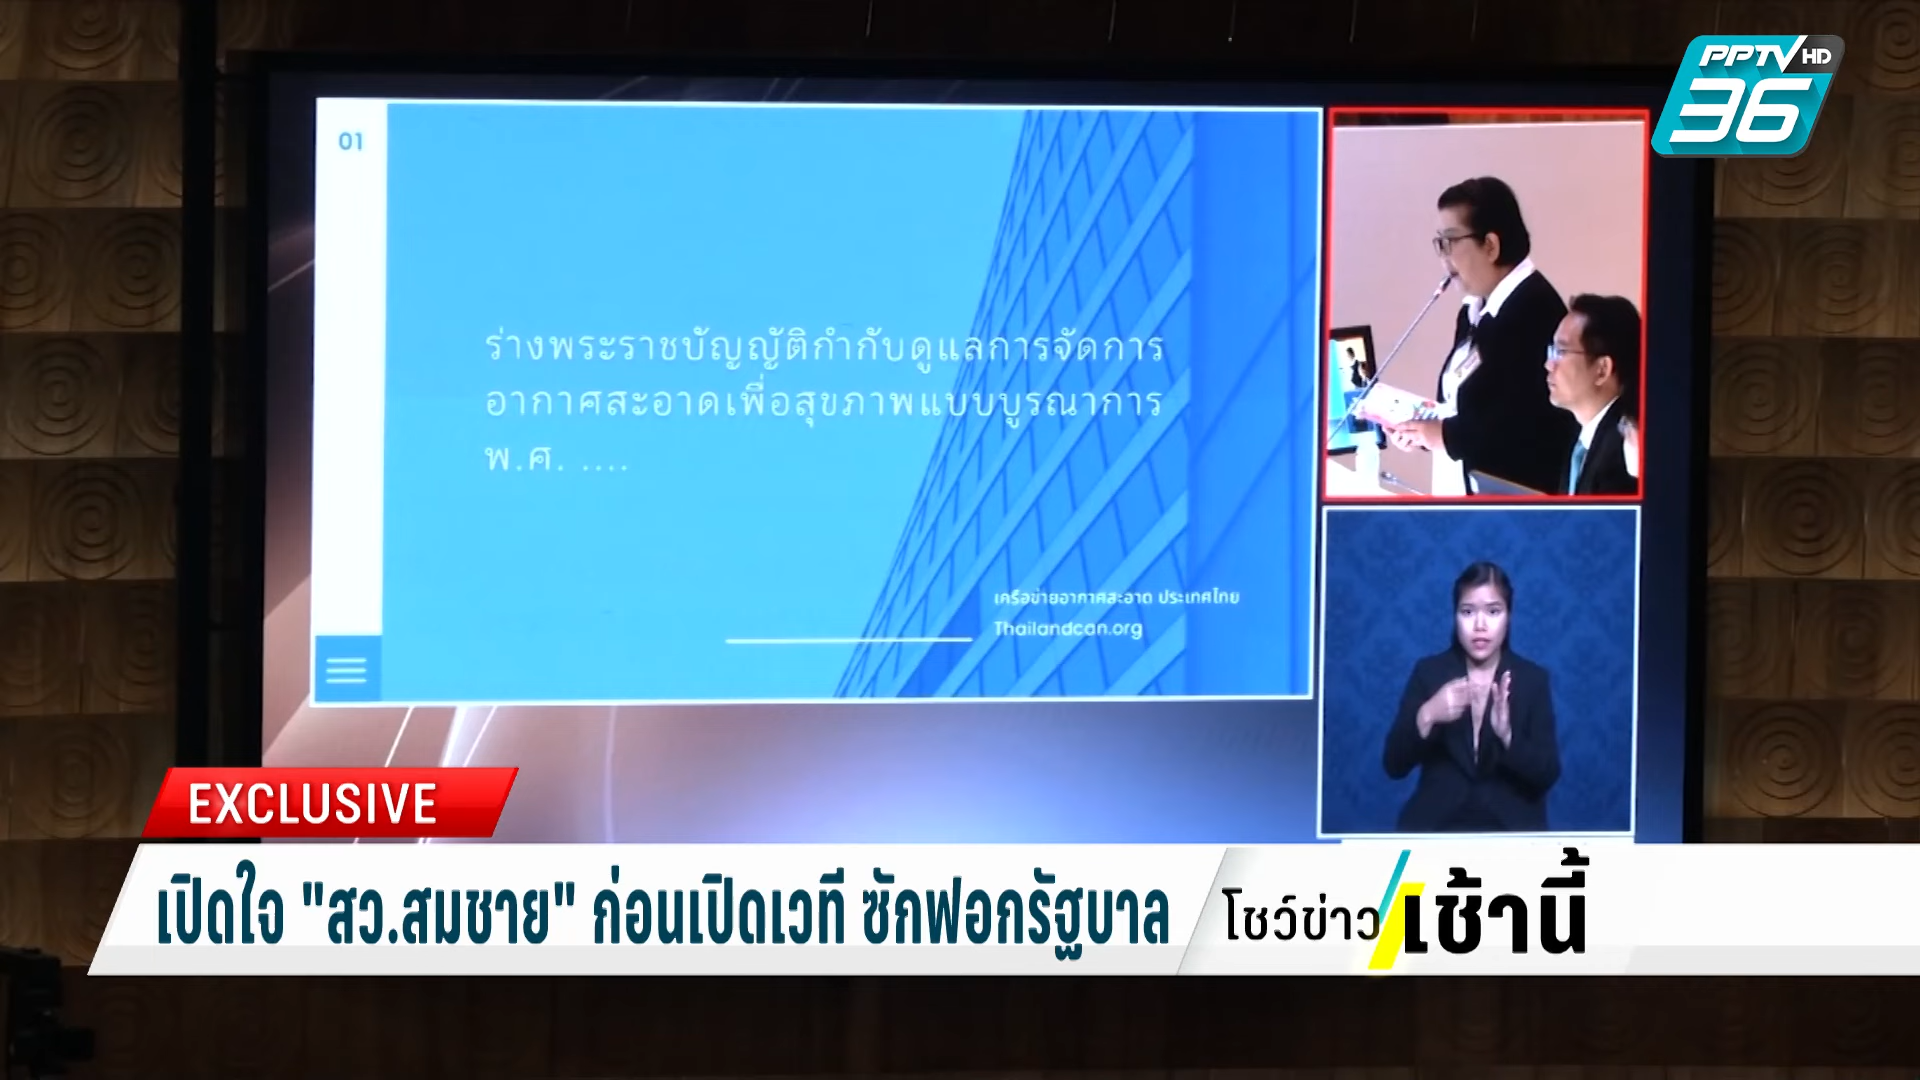 PPTV HD
36
01
ร่างพระราชบัญญัติกำกับดูแลการจัดการ
อากาศสะอาดเพื่อสุขภาพแบบบูรณาการ
พ.ศ. ....
เครือข่ายอากาศสะอาด ประเทศไทย
Thailandcan.org
EXCLUSIVE
เปิดใจ "สว.สมชาย" ก่อนเปิดเวที ซักฟอกรัฐบาล
โชว์ข่าว เช้านี้